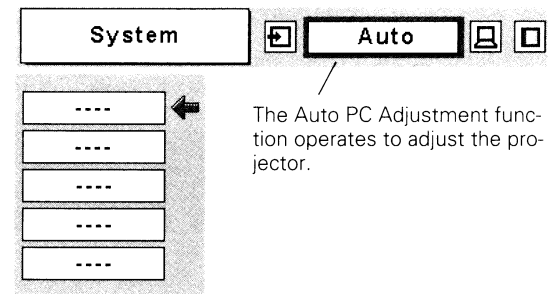 System
Auto
----
----
----
----
----
The Auto PC Adjustment func-
tion operates to adjust the pro-
jector.